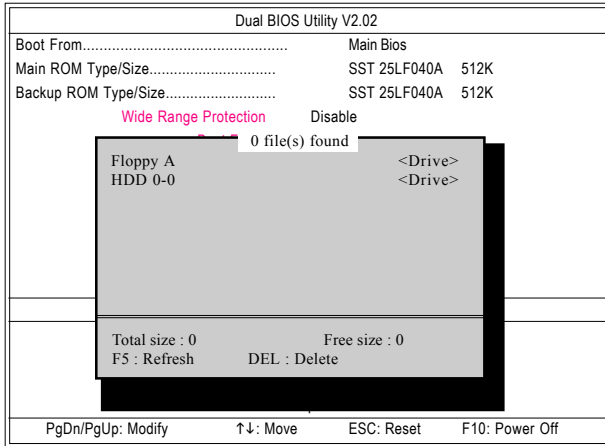 Dual BIOS Utility V2.02
Boot From................................................. Main Bios
Main ROM Type/Size.............................. SST 25LF040A 512K
Backup ROM Type/Size.......................... SST 25LF040A 512K
Wide Range Protection Disable
0 file(s) found
Floppy A <Drive>
HDD 0-0 <Drive>
Total size : 0 Free size : 0
F5 : Refresh DEL : Delete
PgDn/PgUp: Modify ↑↓: Move ESC: Reset F10: Power Off